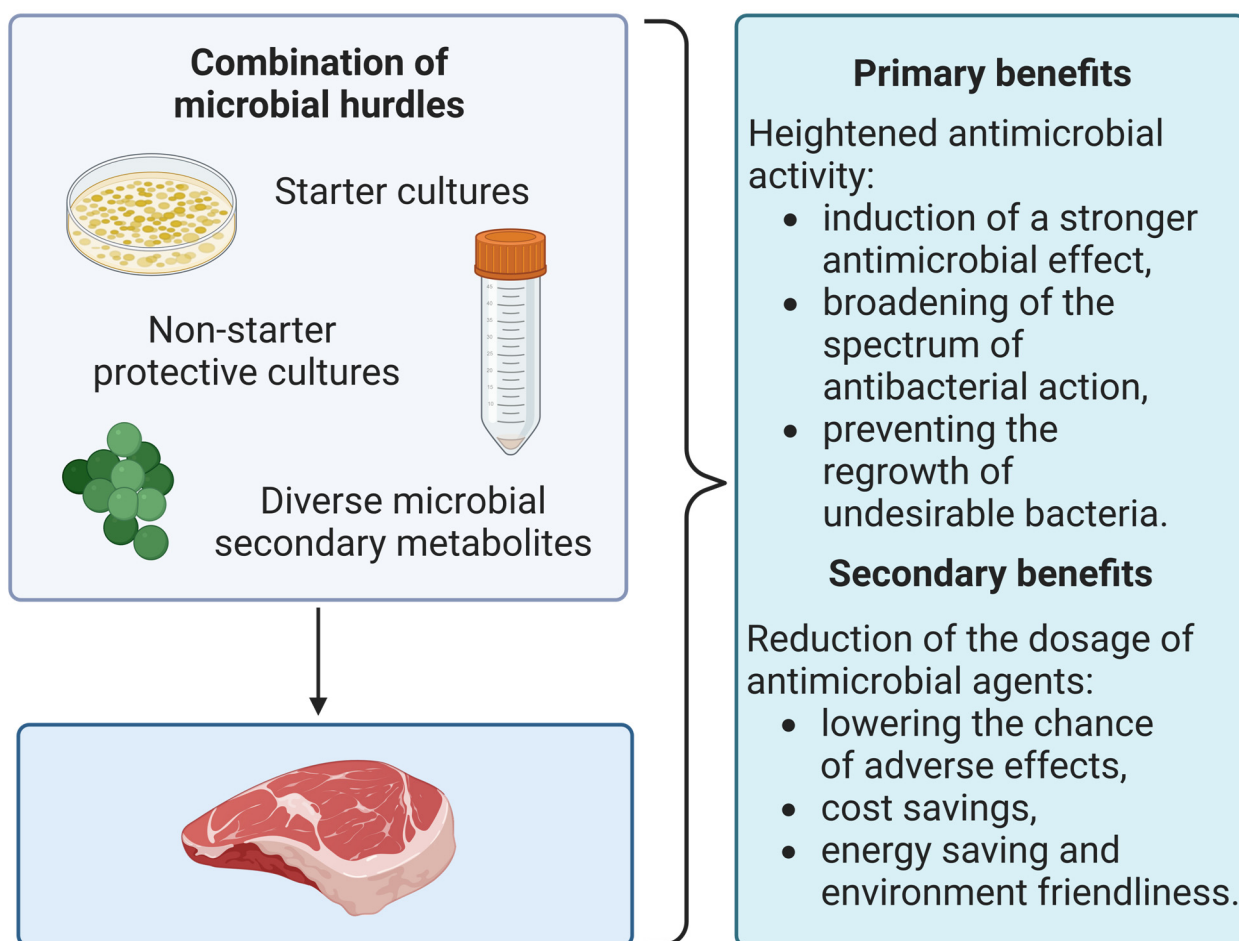 Combination of
microbial hurdles
Starter cultures
Non-starter
protective cultures
Diverse microbial
secondary metabolites
Primary benefits
Heightened antimicrobial
activity:
• induction of a stronger
antimicrobial effect,
• broadening of the
spectrum of
antibacterial action,
• preventing the
regrowth of
undesirable bacteria.
Secondary benefits
Reduction of the dosage of
antimicrobial agents:
• lowering the chance
of adverse effects,
• cost savings,
• energy saving and
environment friendliness.